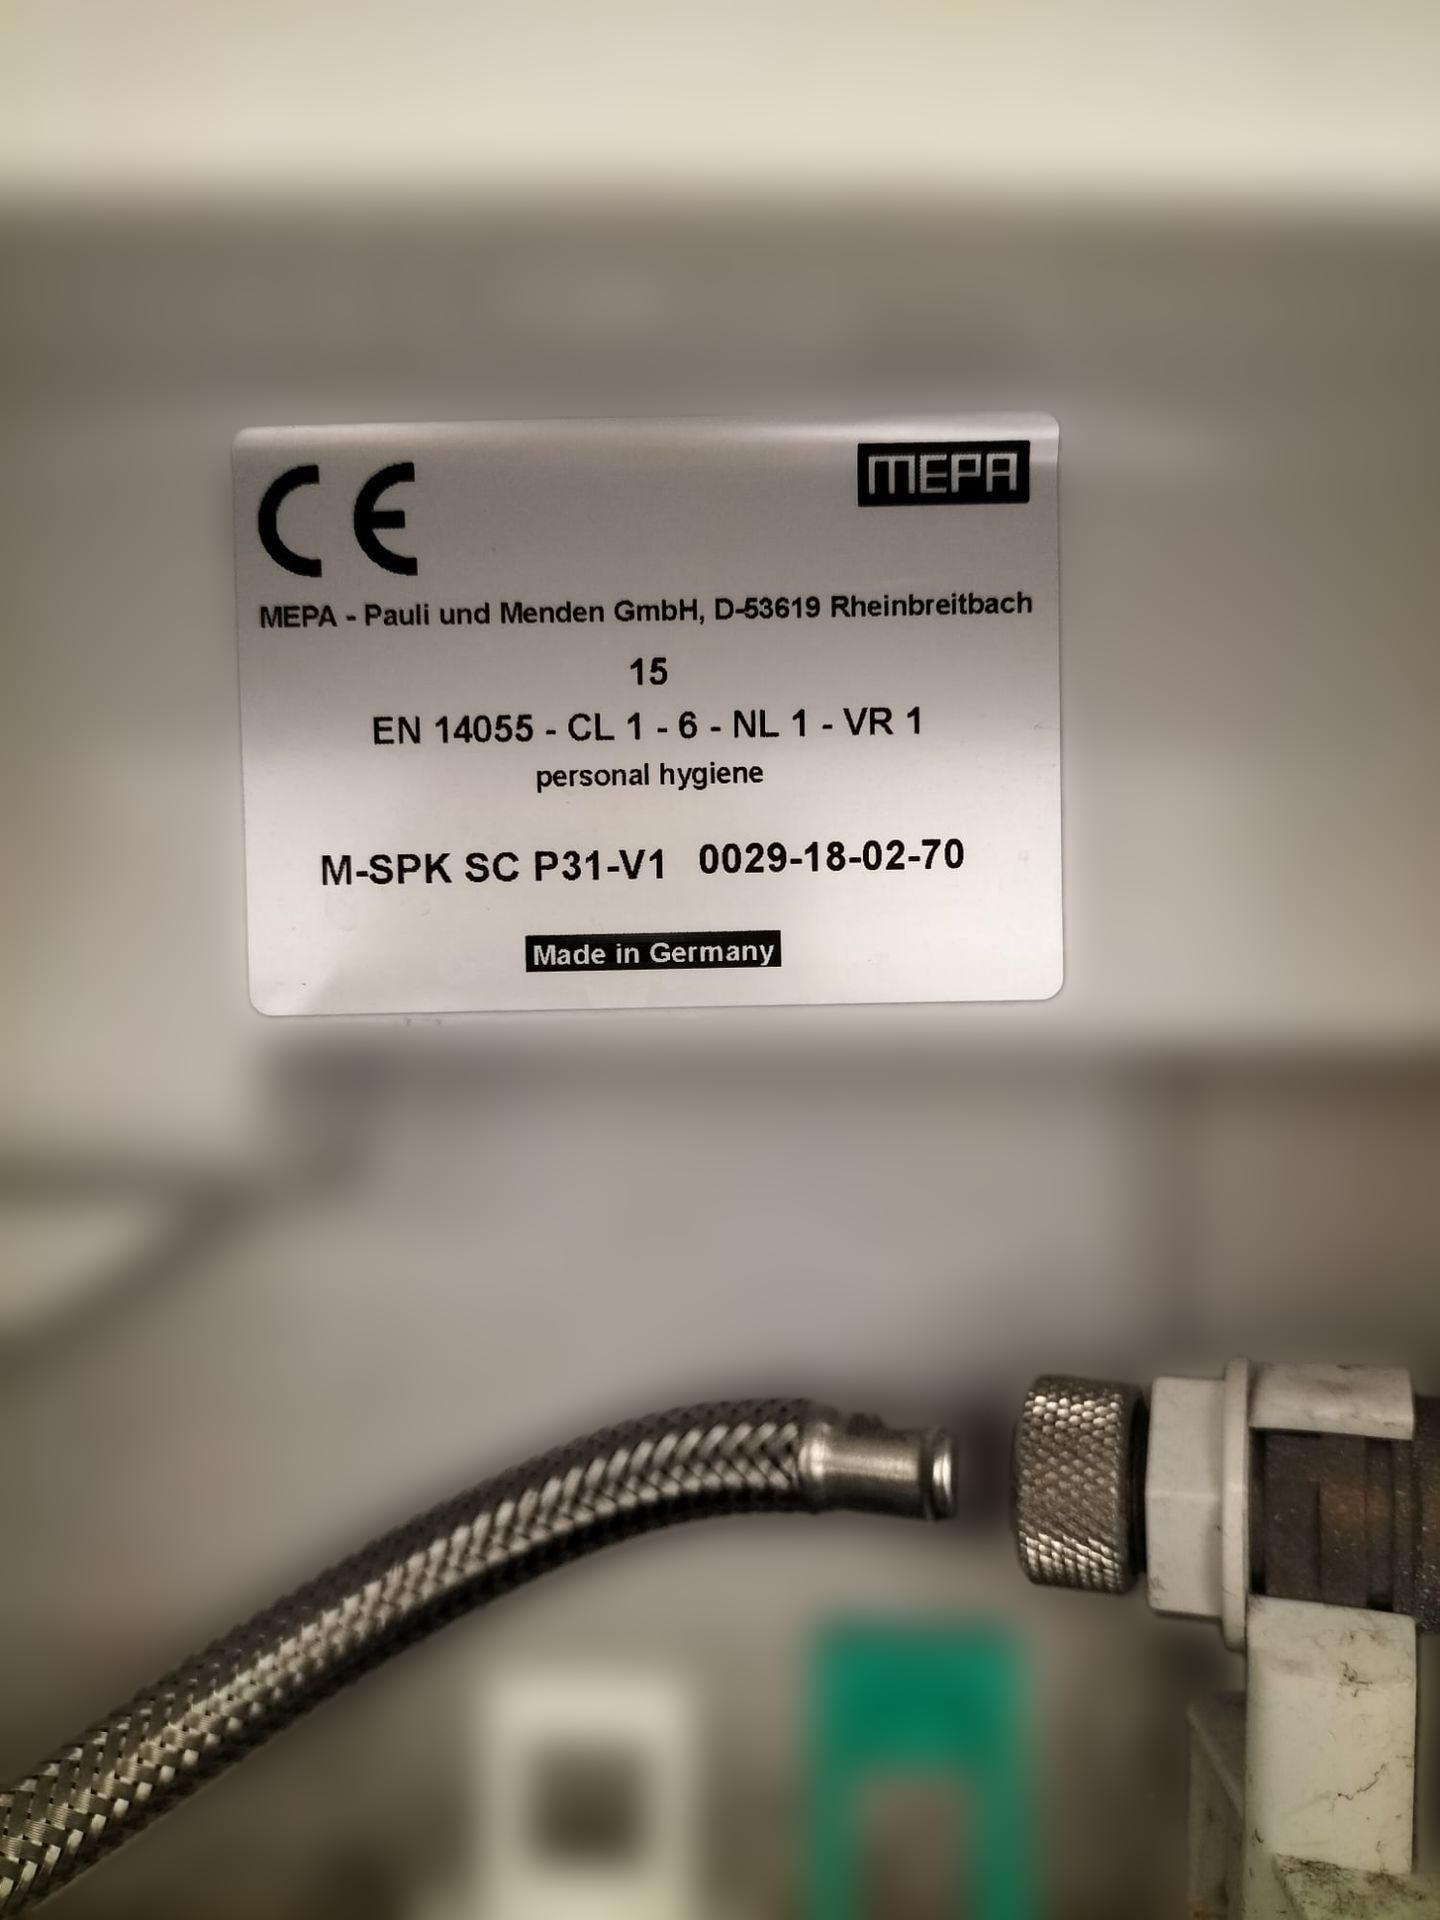 CE
MEPA
MEPA - Pauli und Menden GmbH, D-53619 Rheinbreitbach
15
EN 14055 - CL 1 - 6 - NL 1 - VR 1
personal hygiene
M-SPK SC P31-V1 0029-18-02-70
Made in Germany